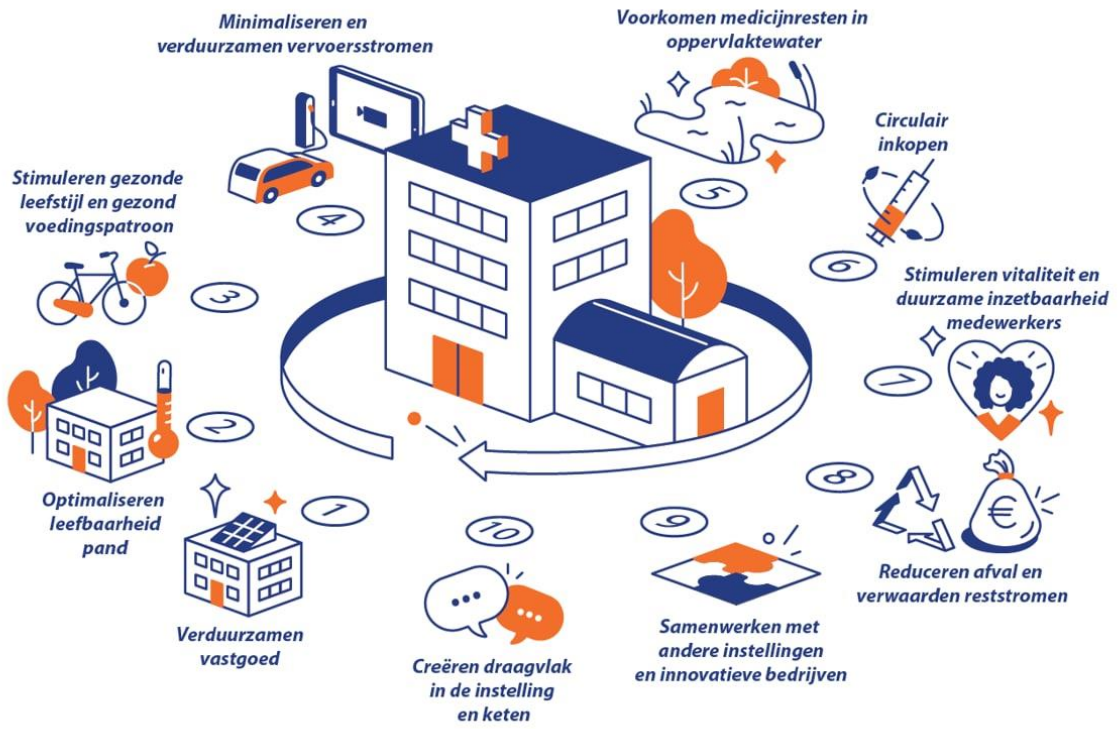 Minimaliseren en
verduurzamen vervoersstromen
4
Voorkomen medicijnresten in
oppervlaktewater
5
Circulair
inkopen
6
Stimuleren gezonde
leefstijl en gezond
voedingspatroon
3
Stimuleren vitaliteit en
duurzame inzetbaarheid
medewerkers
7
Optimaliseren
leefbaarheid
pand
2
€
8
Reduceren afval en
verwaarden reststromen
1
Verduurzamen
vastgoed
10
Creëren draagvlak
in de instelling
en keten
9
Samenwerken met
andere instellingen
en innovatieve bedrijven